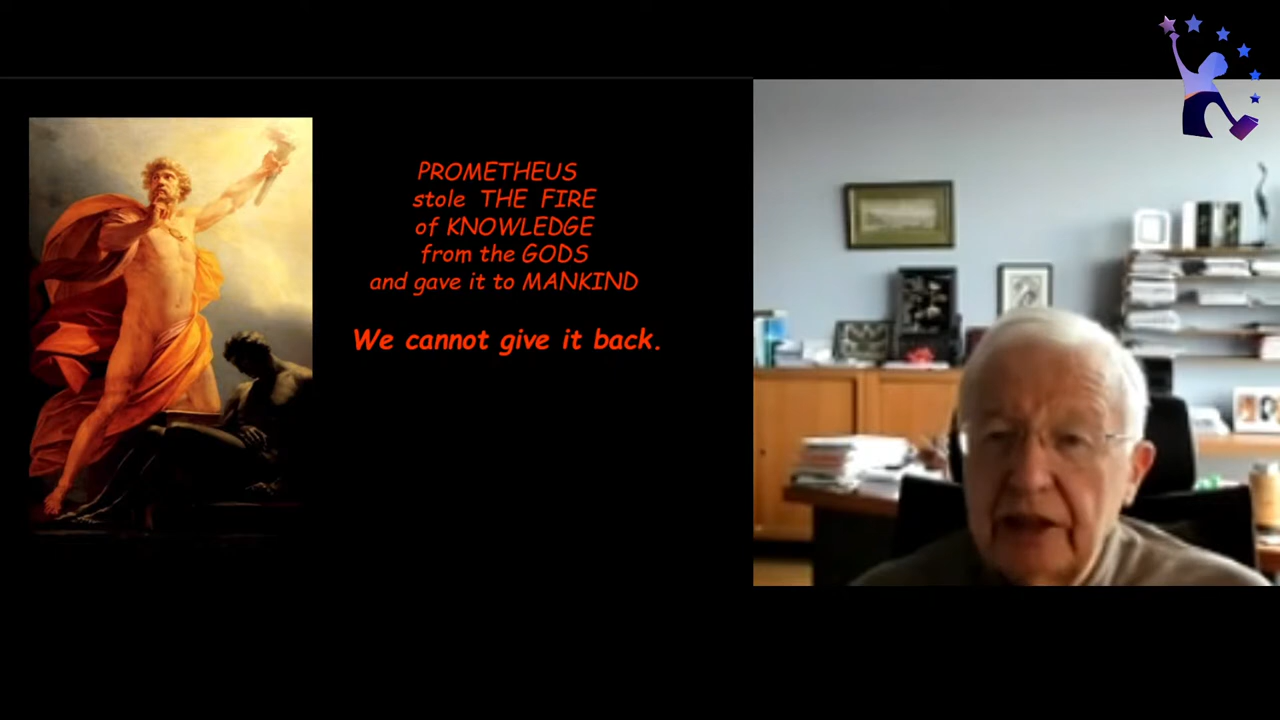 PROMETHEUS
stole THE FIRE
of KNOWLEDGE
from the GODS
and gave it to MANKIND
We cannot give it back.